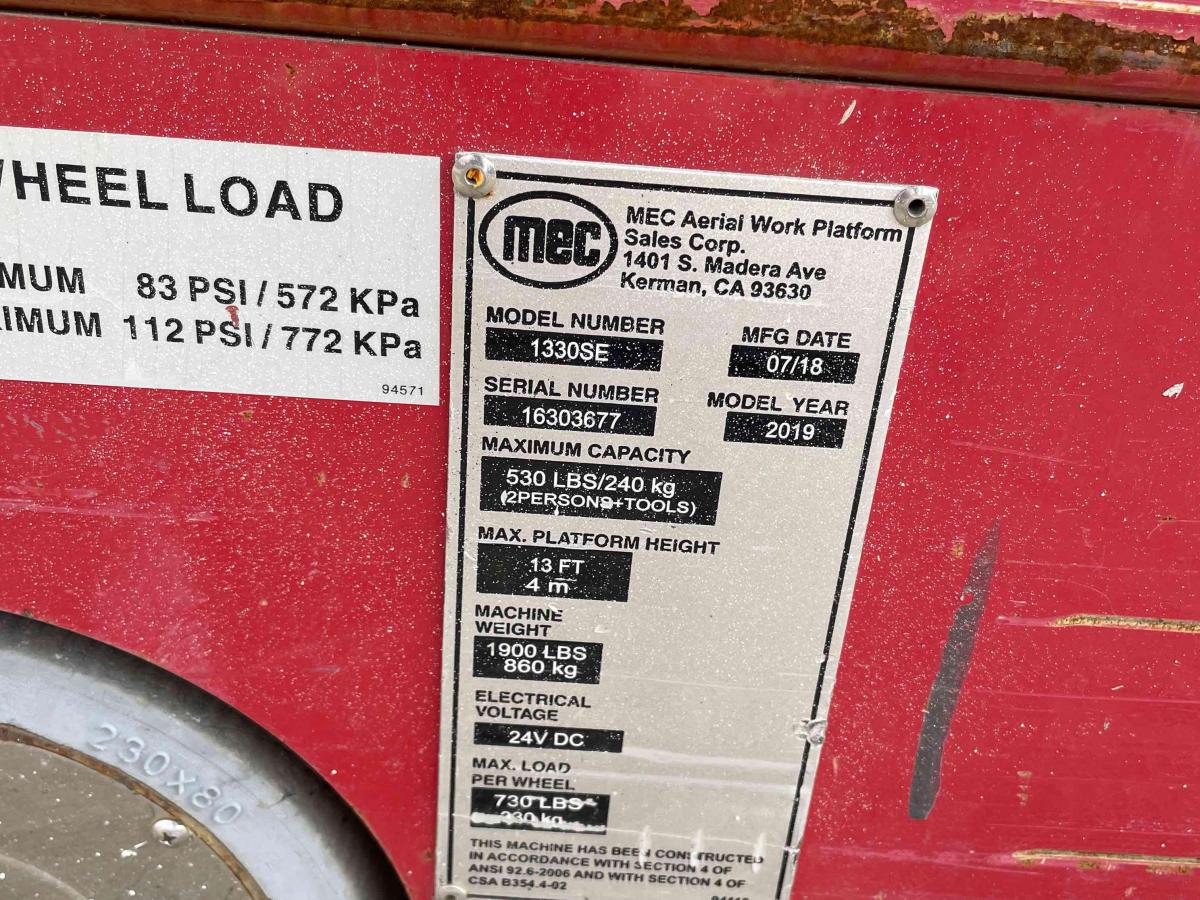 HEEL LOAD
MUM 83 PSI / 572 KPa
IMUM 112 PSI / 772 KPa
94571
mec
MEC Aerial Work Platform
Sales Corp.
1401 S. Madera Ave
Kerman, CA 93630
MODEL NUMBER
1330SE
MFG DATE
07/18
SERIAL NUMBER
16303677
MODEL YEAR
2019
MAXIMUM CAPACITY
530 LBS/240 kg
(2PERSONS+TOOLS)
MAX. PLATFORM HEIGHT
13 FT
4 m
MACHINE
WEIGHT
1900 LBS
860 kg
ELECTRICAL
VOLTAGE
24V DC
MAX. LOAD
PER WHEEL
730 LBS
330 kg
THIS MACHINE HAS BEEN CONSTRUCTED
IN ACCORDANCE WITH SECTION 4 OF
ANSI 92.6-2006 AND WITH SECTION 4 OF
CSA B354.4-02
230X80